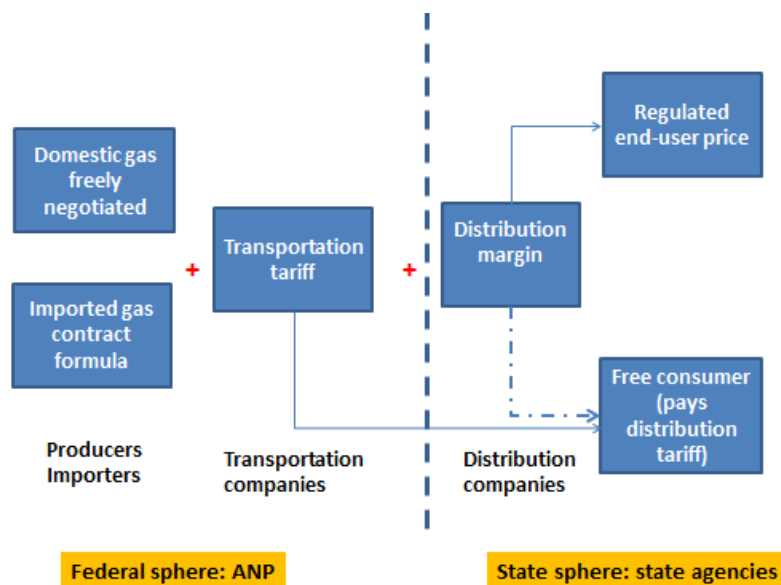 Domestic gas
freely
negotiated
Imported gas
contract
formula
Producers
Importers
+
Transportation
tariff
Transportation
companies
+
Distribution
margin
Distribution
companies
Regulated
end-user price
Free consumer
(pays
distribution
tariff)
Federal sphere: ANP
State sphere: state agencies